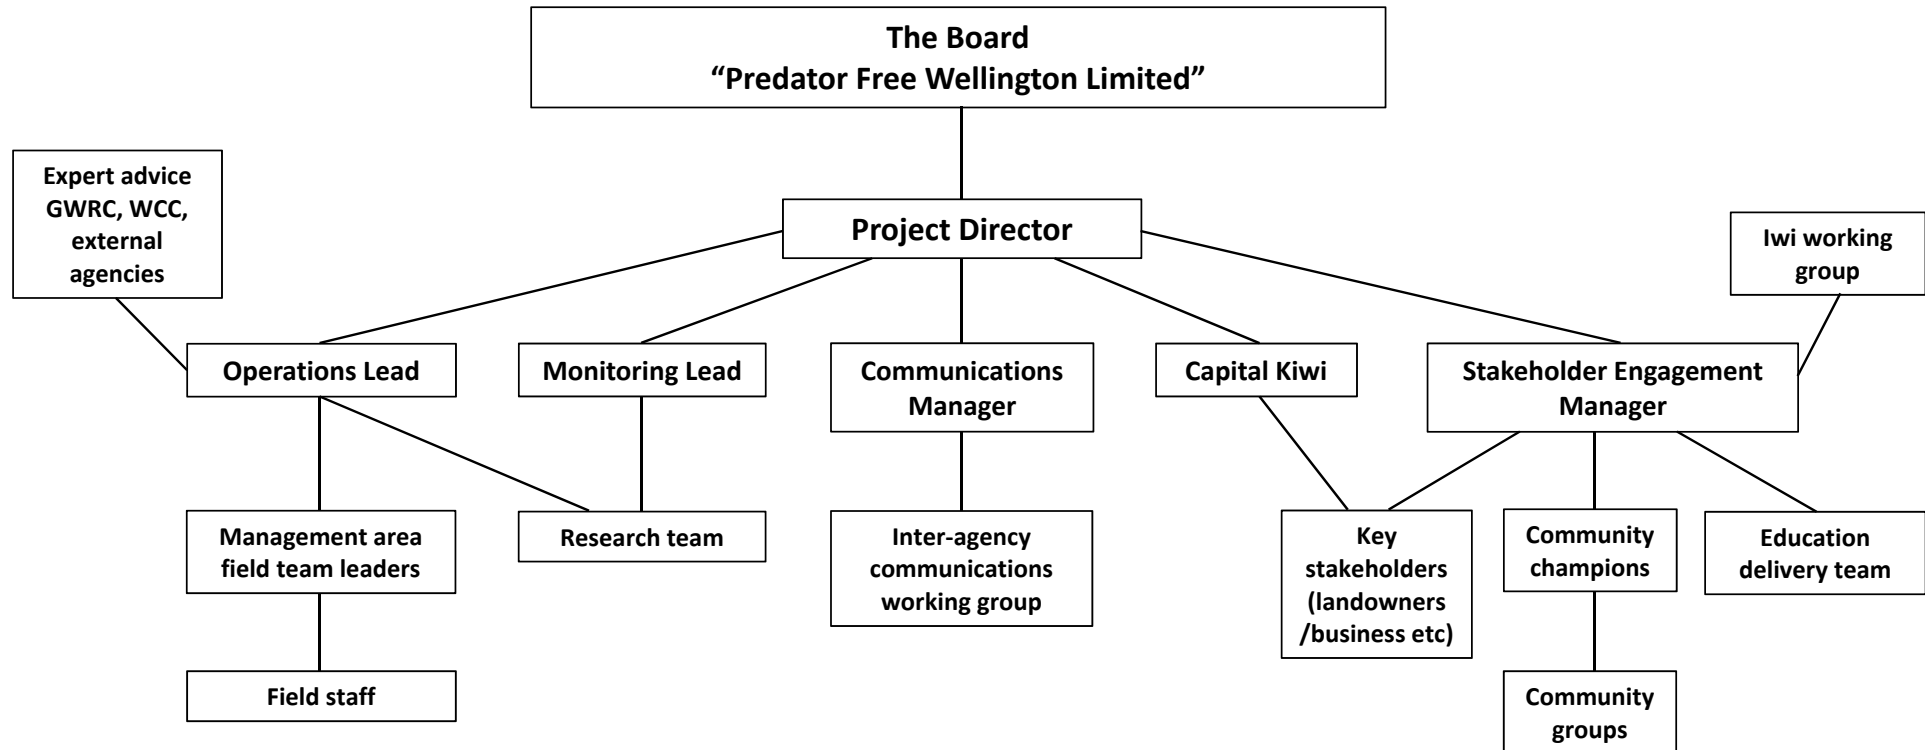 The Board
“Predator Free Wellington Limited”
Expert advice
GWRC, WCC,
external
agencies
Project Director
Iwi working
group
Operations Lead
Monitoring Lead
Communications
Manager
Capital Kiwi
Stakeholder Engagement
Manager
Management area
field team leaders
Research team
Inter-agency
communications
working group
Key
stakeholders
(landowners
/business etc)
Community
champions
Education
delivery team
Field staff
Community
groups